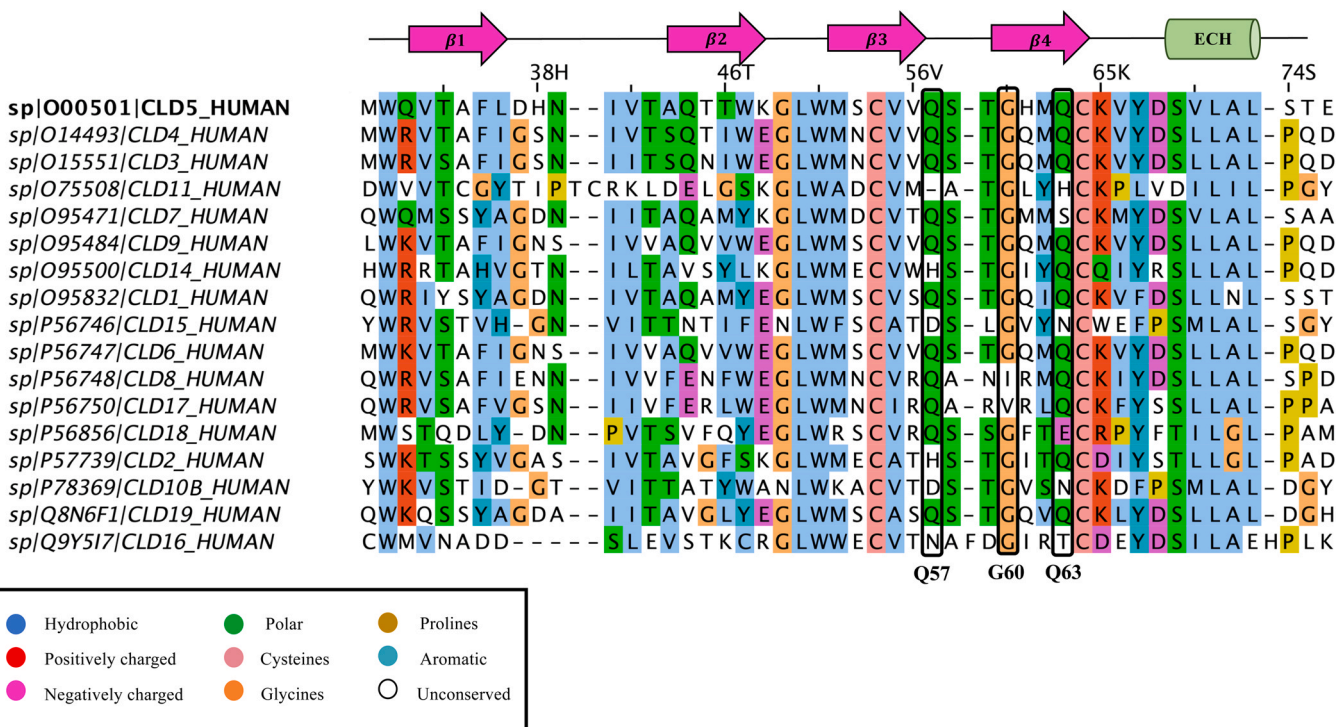 β1 β2 β3 β4 ECH
38H 46T 56V 65K 74S
sp|O00501|CLD5_HUMAN MWQVTAFLDHN--IVTAQTTWKGLWMSCVVQS-TGHMQCKVYDSVLAL-STE
sp|O14493|CLD4_HUMAN MWRVTAFIGSN--IVTSQTIWEGLWMNCVVQS-TGQMQCKVYDSLLAL-PQD
sp|O15551|CLD3_HUMAN MWRVSAFIGSN--IITSQNIWEGLWMNCVVQS-TGQMQCKVYDSLLAL-PQD
sp|O75508|CLD11_HUMAN DWVVTCGYTIPTCRKLDELGSKGLWADCVM-A-TGLYHCKPLVDILIL-PGY
sp|O95471|CLD7_HUMAN QWQMSSYAGDN--IITAQAMYKGLWMDCVTQS-TGMMSCKMYDSVLAL-SAA
sp|O95484|CLD9_HUMAN LWKVTAFIGNS--IVVAQVVWEGLWMSCVVQS-TGQMQCKVYDSLLAL-PQD
sp|O95500|CLD14_HUMAN HWRRTAHVGTN--ILTAVSYLKGLWMECVWHS-TGIYQCQIYRSLLAL-PQD
sp|O95832|CLD1_HUMAN QWRIYSYAGDN--IVTAQAMYEGLWMSCVSQS-TGQIQCKVFDSLLNL-SST
sp|P56746|CLD15_HUMAN YWRVSTVH-GN--VITTNTIFENLWFSCATDS-LGVYNCWEFPSMLAL-SGY
sp|P56747|CLD6_HUMAN MWKVTAFIGNS--IVVAQVVWEGLWMSCVVQS-TGQMQCKVYDSLLAL-PQD
sp|P56748|CLD8_HUMAN QWRVSAFIENN--IVVFENFWEGLWMNCVRQA-NIRMQCKIYDSLLAL-SPD
sp|P56750|CLD17_HUMAN QWRVSAFVGSN--IIVFERLWEGLWMNCIRQA-RVRLQCKFYSSLLAL-PPA
sp|P56856|CLD18_HUMAN MWSTQDLY-DN--PVTSVFQYEGLWRSCVRQS-SGFTECRPYFTILGL-PAM
sp|P57739|CLD2_HUMAN SWKTSSYVGAS--IVTAVGFSKGLWMECATHS-TGITQCDIYSTLLGL-PAD
sp|P78369|CLD10B_HUMAN YWKVSTID-GT--VITTATYWANLWKACVTDS-TGVSNCKDFPSMLAL-DGY
sp|Q8N6F1|CLD19_HUMAN QWKQSSYAGDA--IITAVGLYEGLWMSCASQS-TGQVQCKLYDSLLAL-DGH
sp|Q9Y5I7|CLD16_HUMAN CWMVNADD-----SLEVSTKCRGLWWECVTNAFDGIRTCDEYDSILAEHPLK
Q57 G60 Q63
Hydrophobic Polar Prolines
Positively charged Cysteines Aromatic
Negatively charged Glycines Unconserved